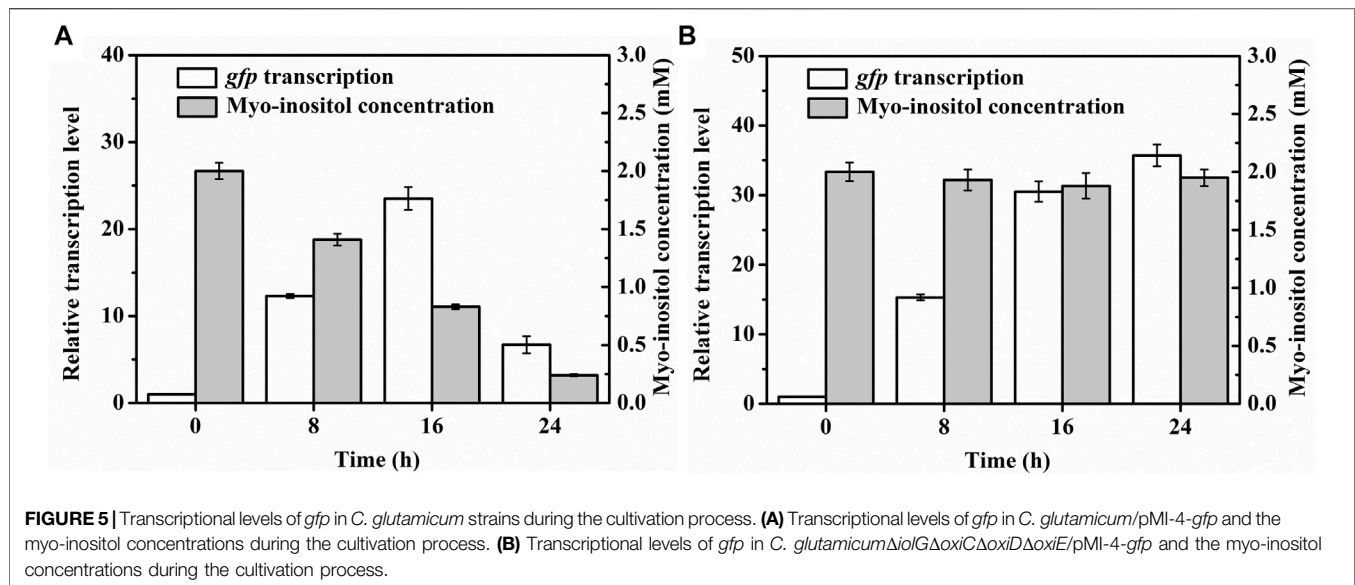 A
B
40
30
20
10
0
Relative transcription level
gfp transcription
Myo-inositol concentration
3.0
2.5
2.0
1.5
1.0
0.5
0.0
Myo-inositol concentration (mM)
0 8 16 24
Time (h)
50
40
30
20
10
0
Relative transcription level
gfp transcription
Myo-inositol concentration
3.0
2.5
2.0
1.5
1.0
0.5
0.0
Myo-inositol concentration (mM)
0 8 16 24
Time (h)
FIGURE 5 | Transcriptional levels of gfp in C. glutamicum strains during the cultivation process. (A) Transcriptional levels of gfp in C. glutamicum/pMI-4-gfp and the
myo-inositol concentrations during the cultivation process. (B) Transcriptional levels of gfp in C. glutamicumΔiolGΔoxiCΔoxiDΔoxiE/pMI-4-gfp and the myo-inositol
concentrations during the cultivation process.